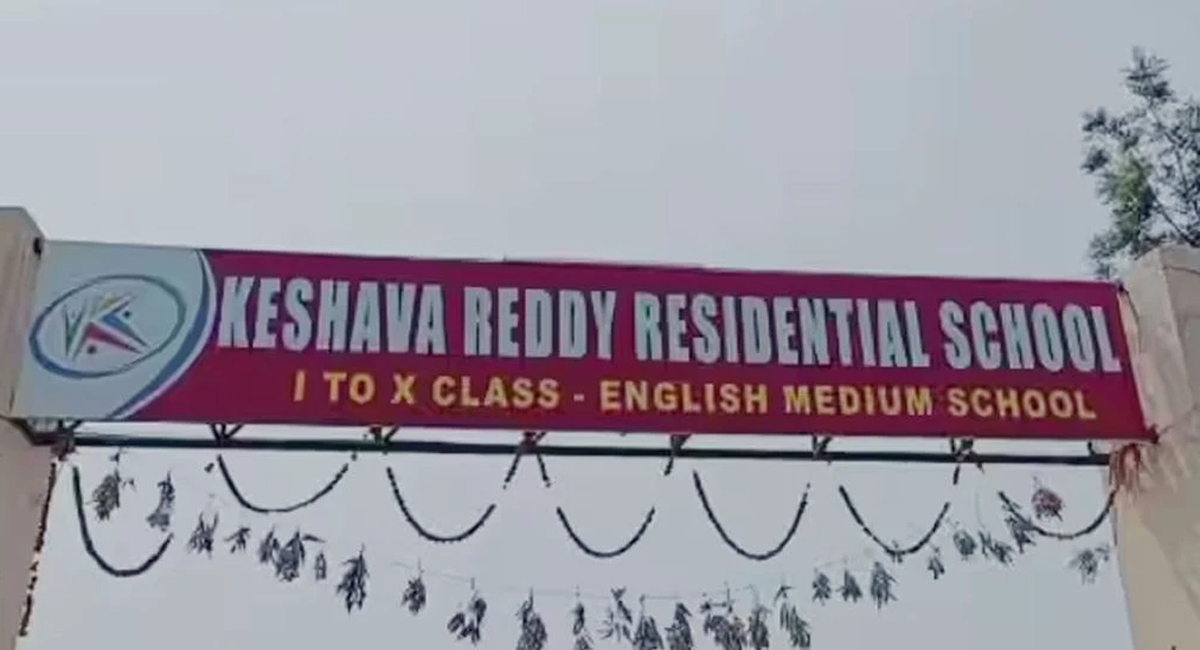 KESHAVA REDDY RESIDENTIAL SCHOOL
I TO X CLASS - ENGLISH MEDIUM SCHOOL